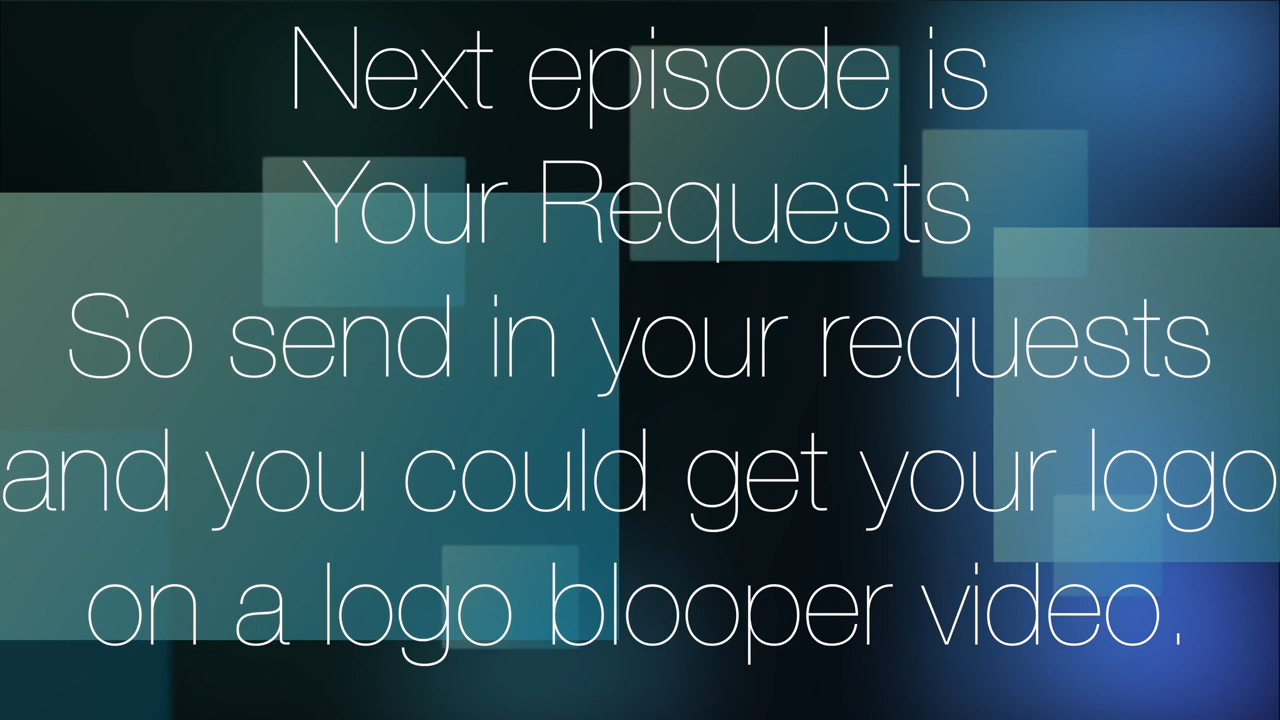 Next episode is
Your Requests
So send in your requests
and you could get your logo
on a logo blooper video.